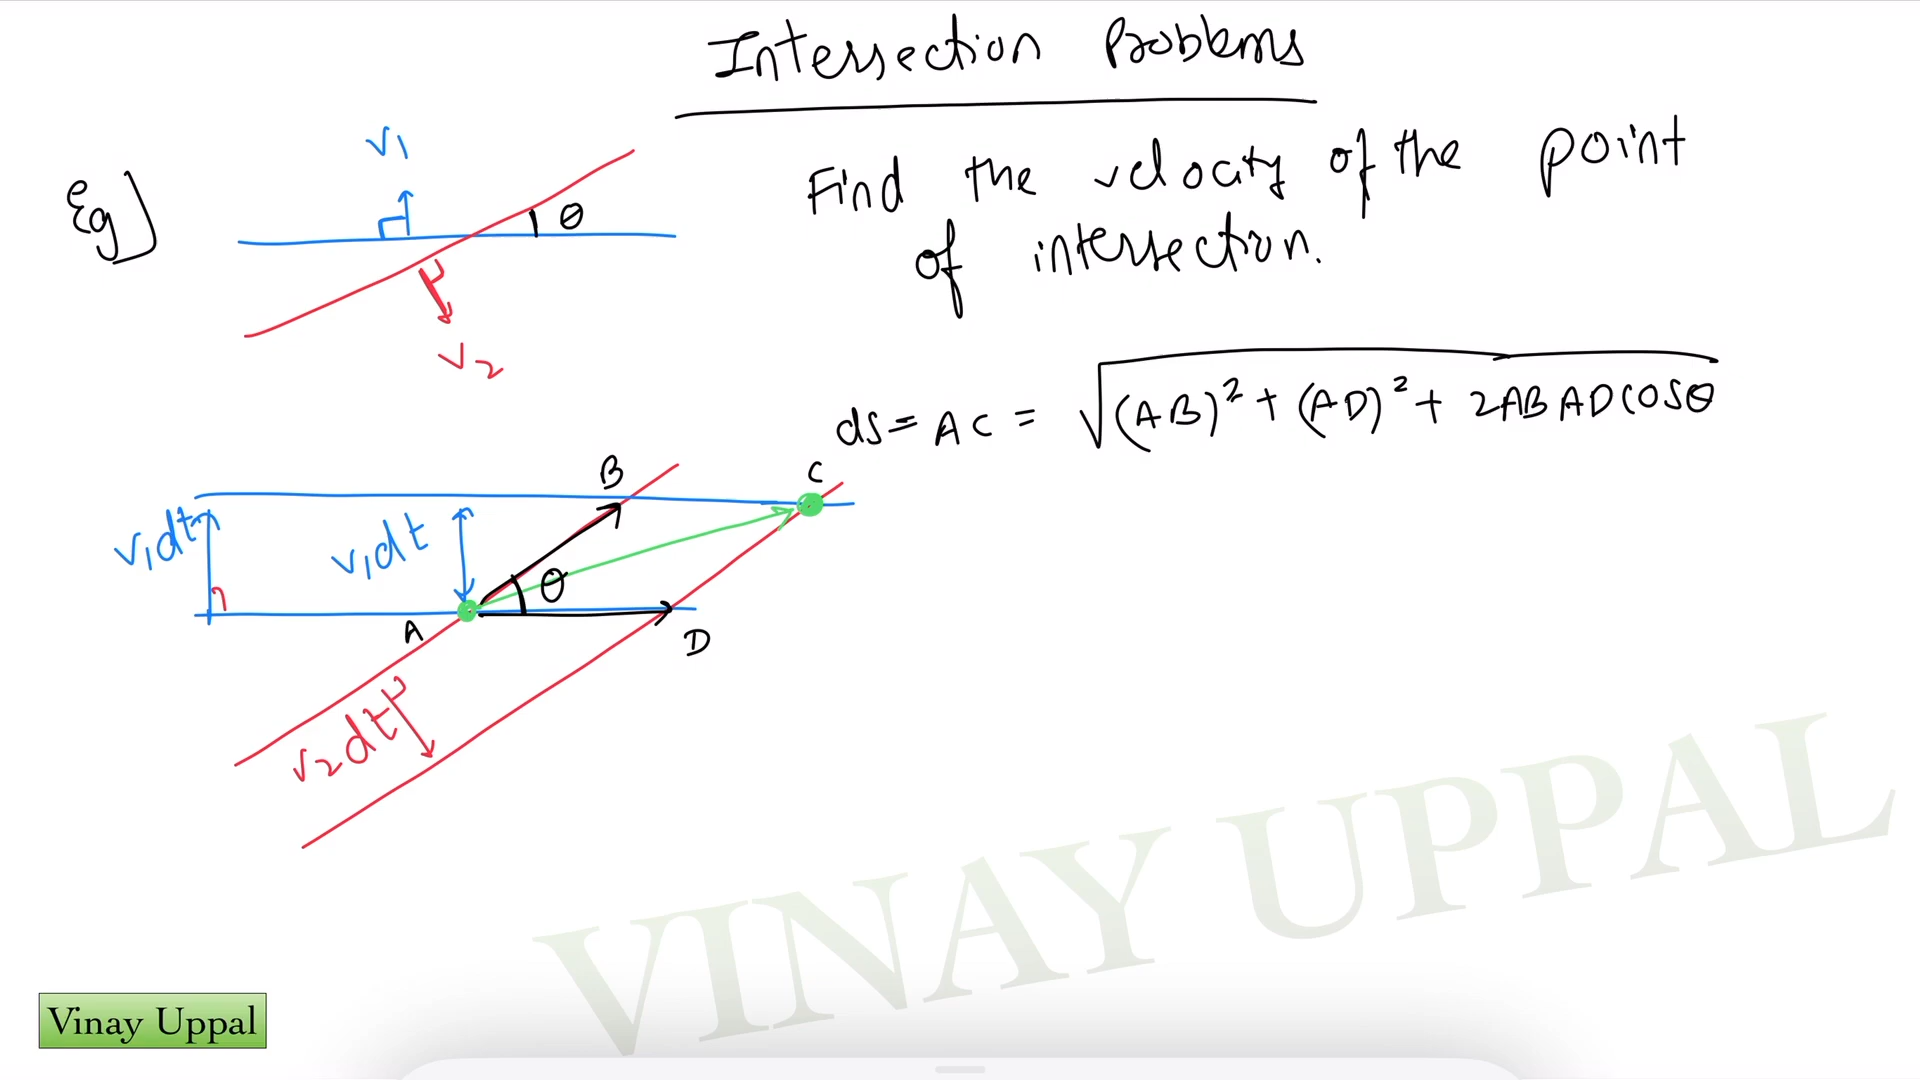 Intersection Problems
Eg)
v1
θ
v2
Find the velocity of the point
of intersection.
ds = AC = √(AB)² + (AD)² + 2AB AD cosθ
B
C
v1dt
v1dt
θ
A
D
v2dt
VINAY UPPAL
Vinay Uppal